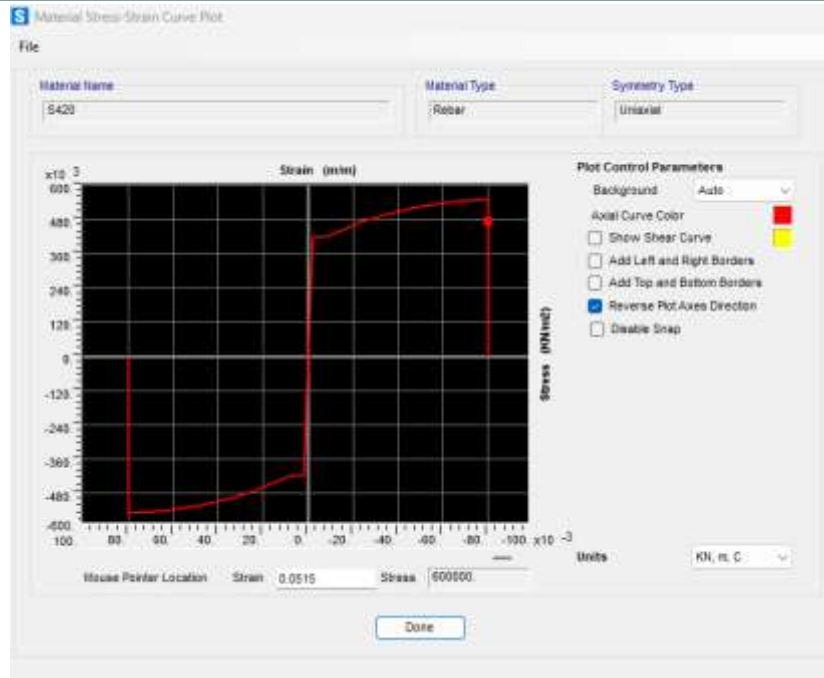 S Material Stress-Strain Curve Plot
File
Material Name
S420
Material Type
Rebar
Symmetry Type
Uniaxial
x10 3
Strain (m/m)
600.
480.
360.
240.
120.
0.
-120.
-240.
-360.
-480.
-600.
100. 80. 60. 40. 20. 0. -20. -40. -60. -80. -100. x10 -3
Stress (KN/m2)
Plot Control Parameters
Background Auto
Axial Curve Color
Show Shear Curve
Add Left and Right Borders
Add Top and Bottom Borders
Reverse Plot Axes Direction
Disable Snap
Mouse Pointer Location Strain 0.0515 Stress 600000.
Units KN, m, C
Done